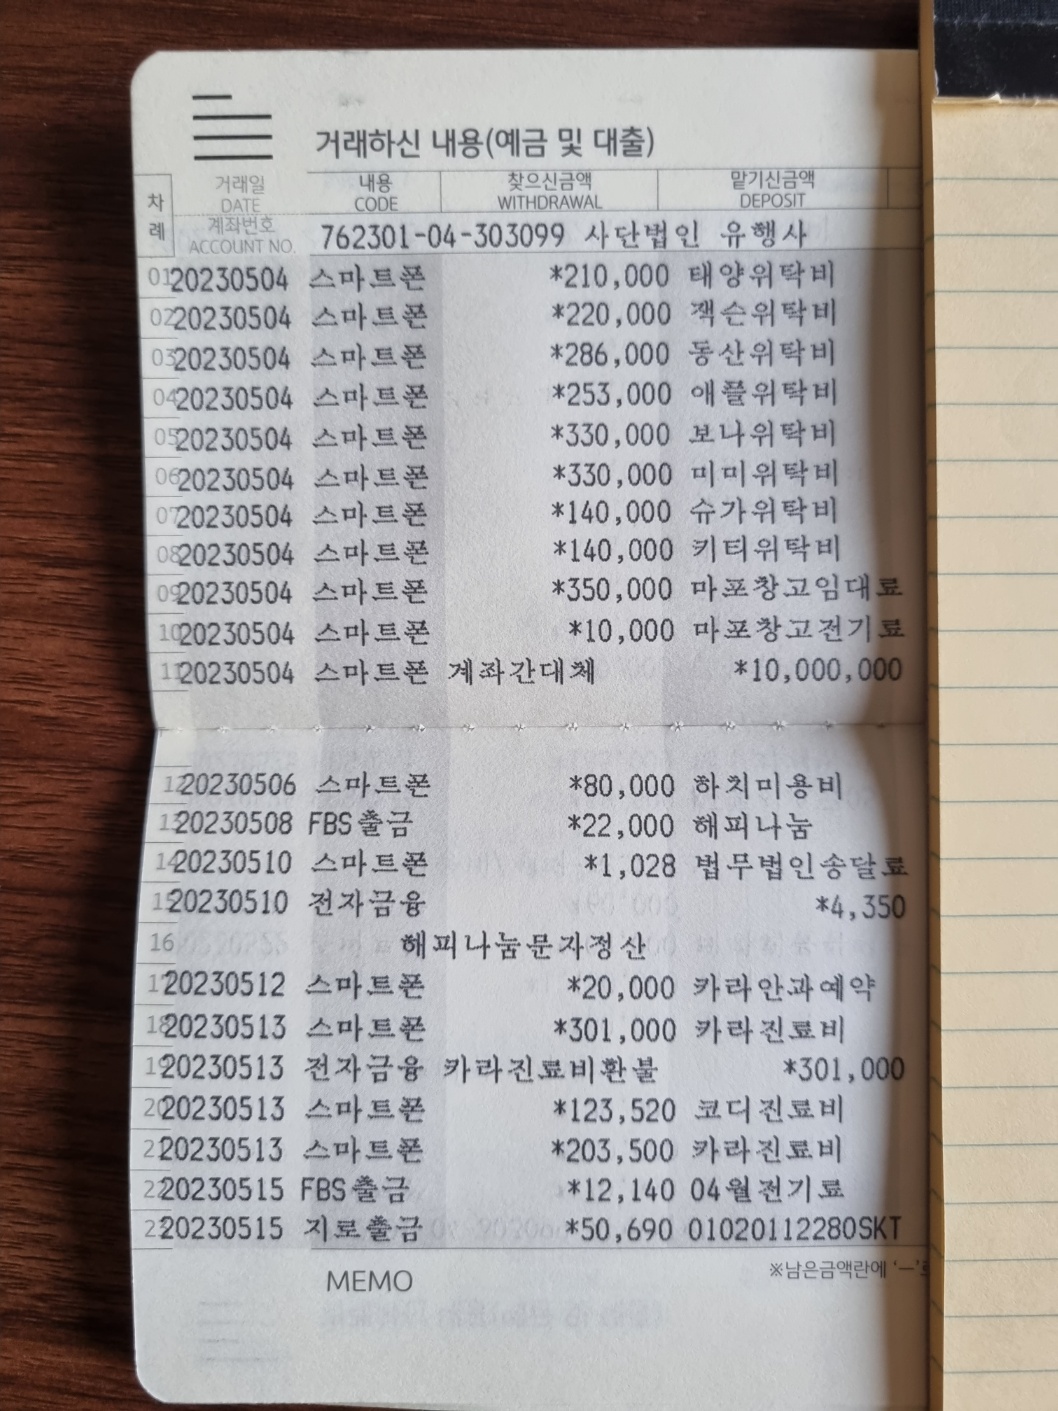 거래하신 내용(예금 및 대출)
차례 거래일 DATE 내용 CODE 찾으신금액 WITHDRAWAL 맡기신금액 DEPOSIT
계좌번호 ACCOUNT NO. 762301-04-303099 사단법인 유행사
01 20230504 스마트폰 *210,000 태양위탁비
02 20230504 스마트폰 *220,000 잭슨위탁비
03 20230504 스마트폰 *286,000 동산위탁비
04 20230504 스마트폰 *253,000 애플위탁비
05 20230504 스마트폰 *330,000 보나위탁비
06 20230504 스마트폰 *330,000 미미위탁비
07 20230504 스마트폰 *140,000 슈가위탁비
08 20230504 스마트폰 *140,000 키티위탁비
09 20230504 스마트폰 *350,000 마포창고임대료
10 20230504 스마트폰 *10,000 마포창고전기료
11 20230504 스마트폰 계좌간대체 *10,000,000
12 20230506 스마트폰 *80,000 하치미용비
13 20230508 FBS출금 *22,000 해피나눔
14 20230510 스마트폰 *1,028 법무법인송달료
15 20230510 전자금융 *4,350
16 해피나눔문자정산
17 20230512 스마트폰 *20,000 카라안과예약
18 20230513 스마트폰 *301,000 카라진료비
19 20230513 전자금융 카라진료비환불 *301,000
20 20230513 스마트폰 *123,520 코디진료비
21 20230513 스마트폰 *203,500 카라진료비
22 20230515 FBS출금 *12,140 04월전기료
23 20230515 지로출금 *50,690 01020112280SKT
MEMO ※남은금액란에 '－'